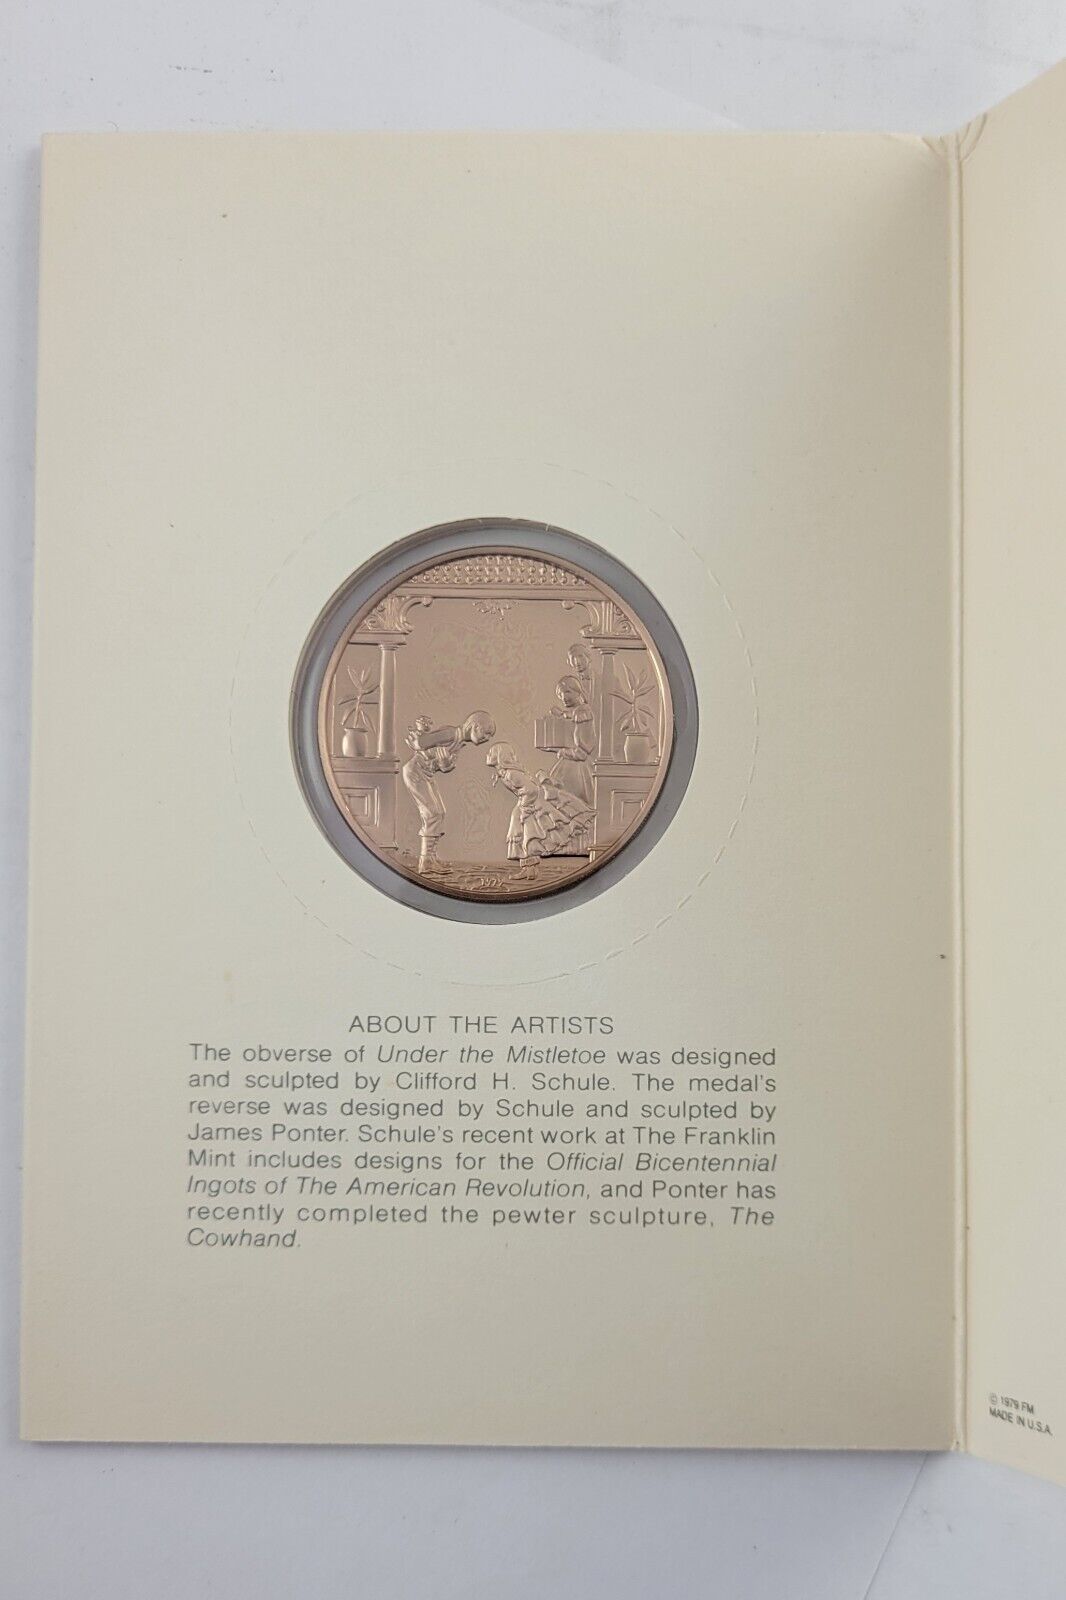 1979
ABOUT THE ARTISTS
The obverse of Under the Mistletoe was designed
and sculpted by Clifford H. Schule. The medal's
reverse was designed by Schule and sculpted by
James Ponter. Schule's recent work at The Franklin
Mint includes designs for the Official Bicentennial
Ingots of The American Revolution, and Ponter has
recently completed the pewter sculpture, The
Cowhand.
© 1979 FM
MADE IN U.S.A.